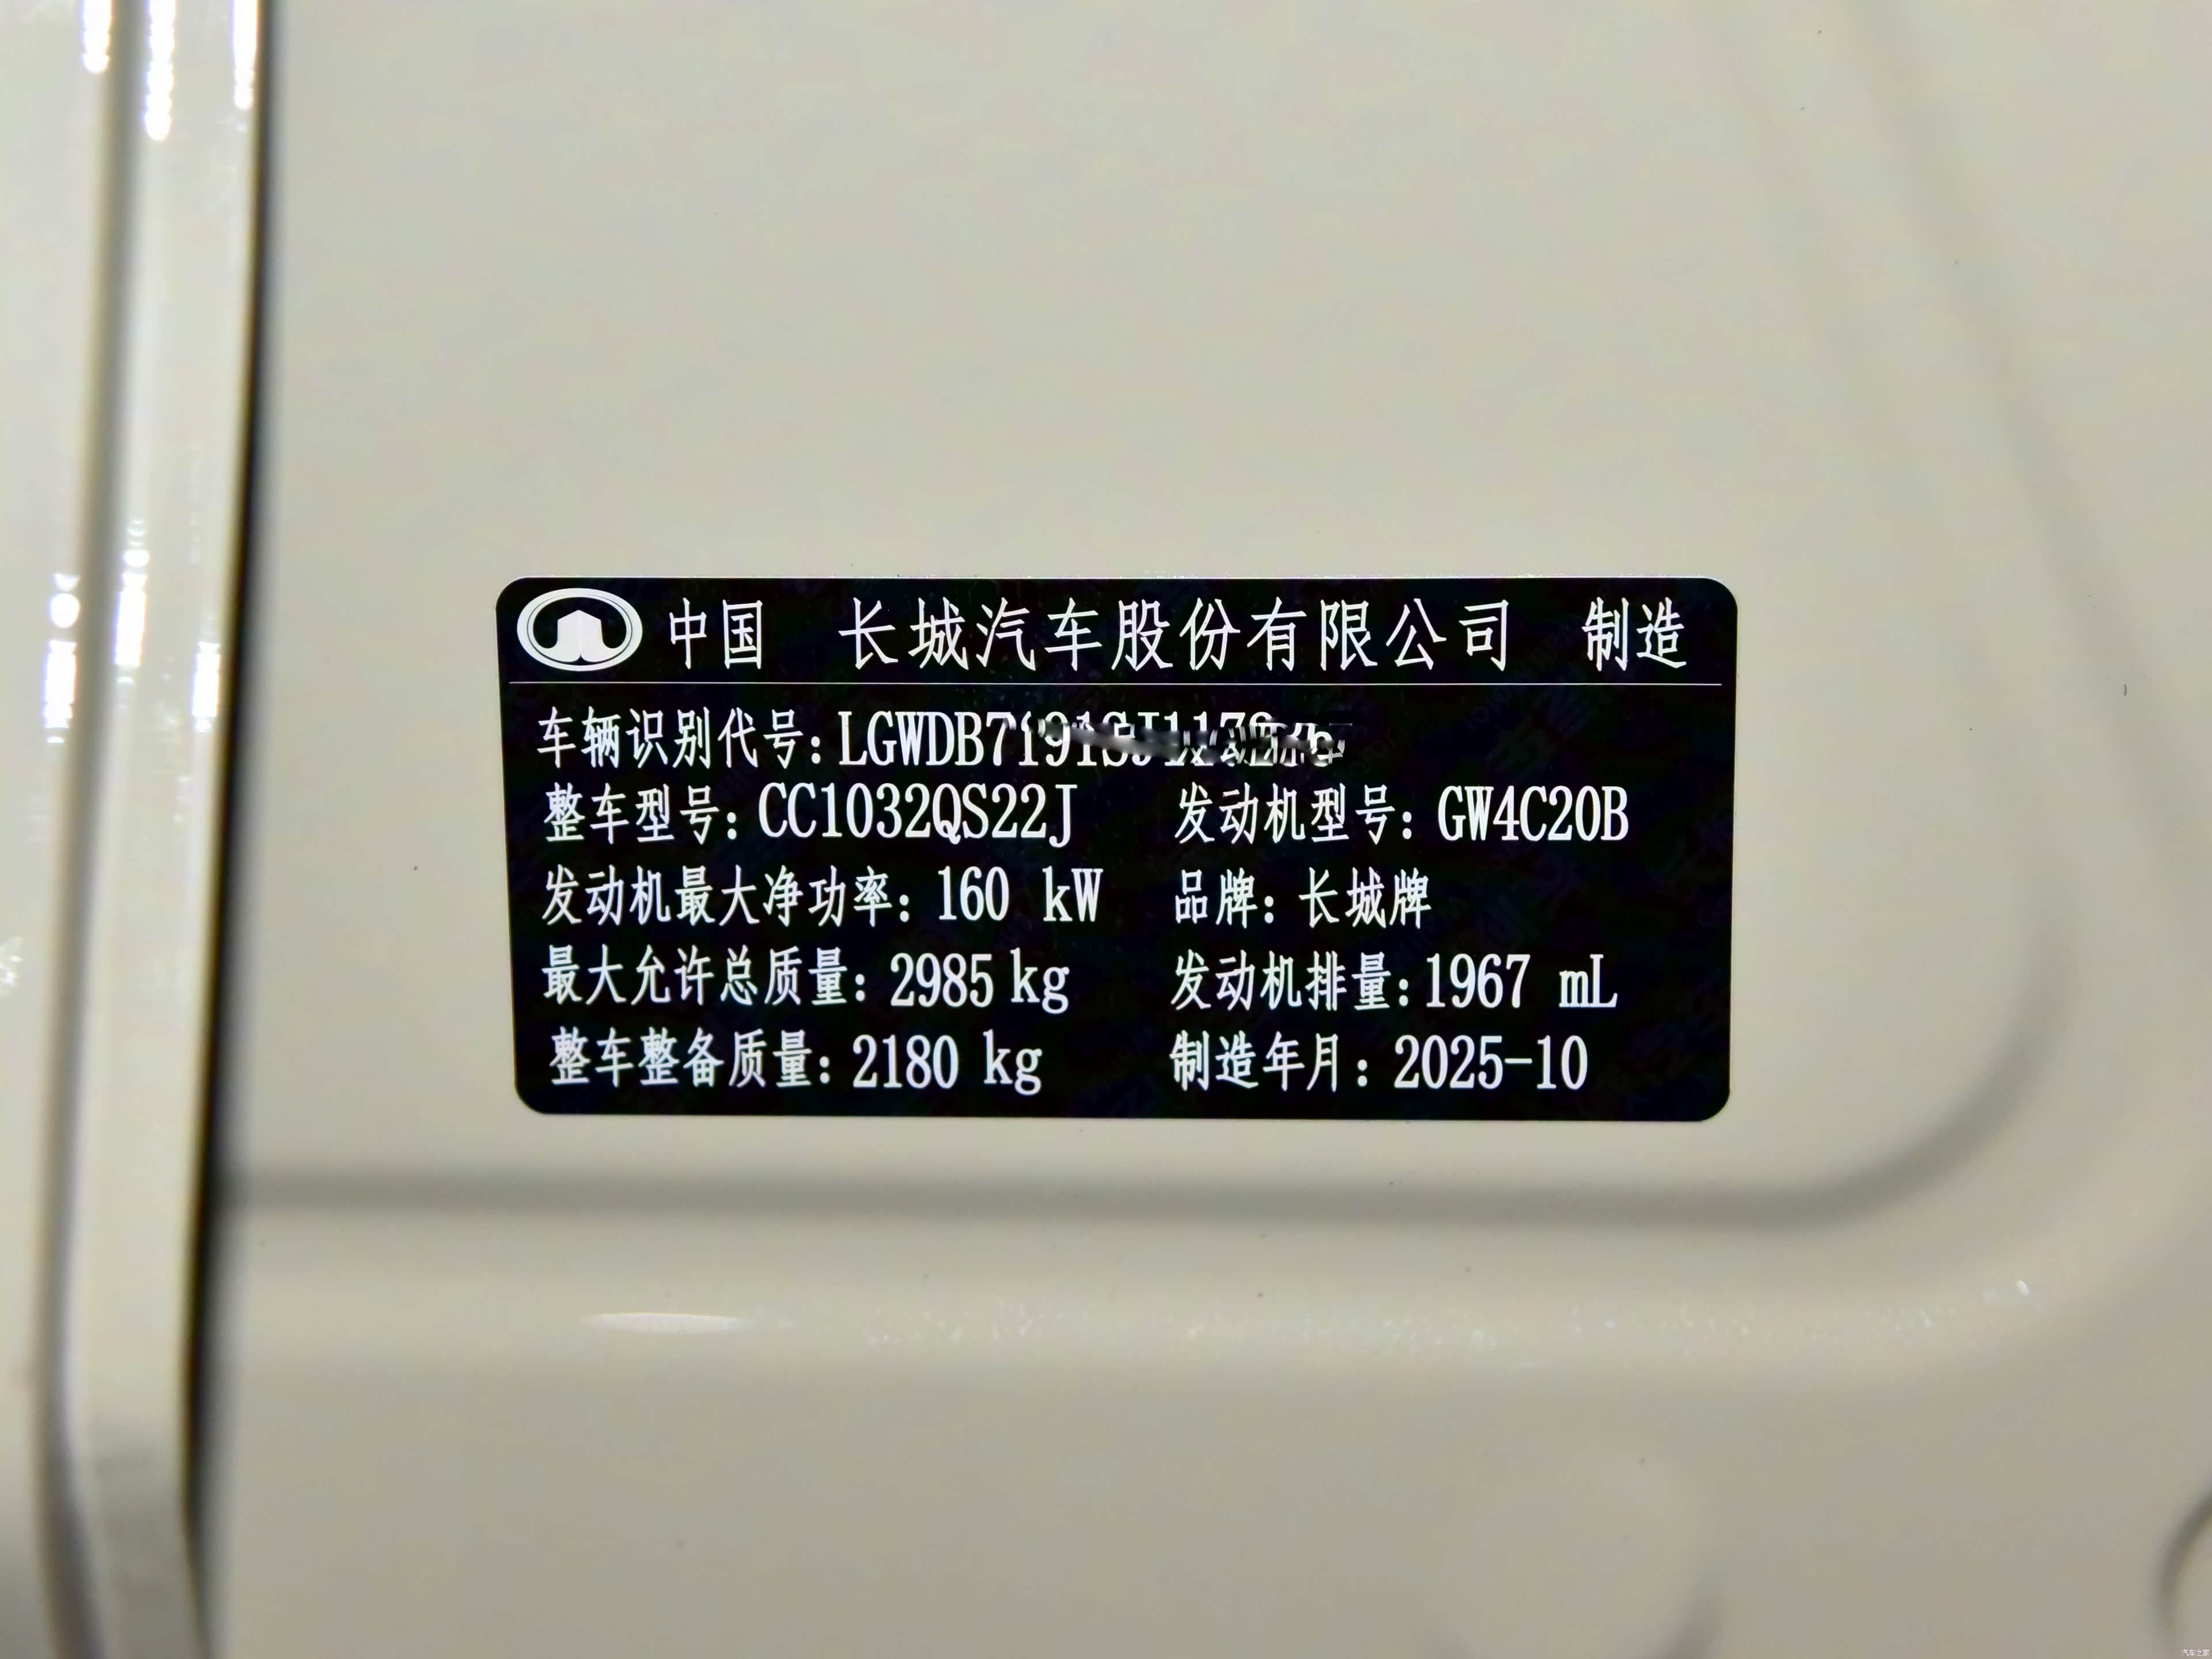 中国 长城汽车股份有限公司 制造
车辆识别代号:
整车型号: CC1032QS22J 发动机型号: GW4C20B
发动机最大净功率: 160 kW 品牌: 长城牌
最大允许总质量: 2985 kg 发动机排量: 1967 mL
整车整备质量: 2180 kg 制造年月: 2025-10
汽车之家